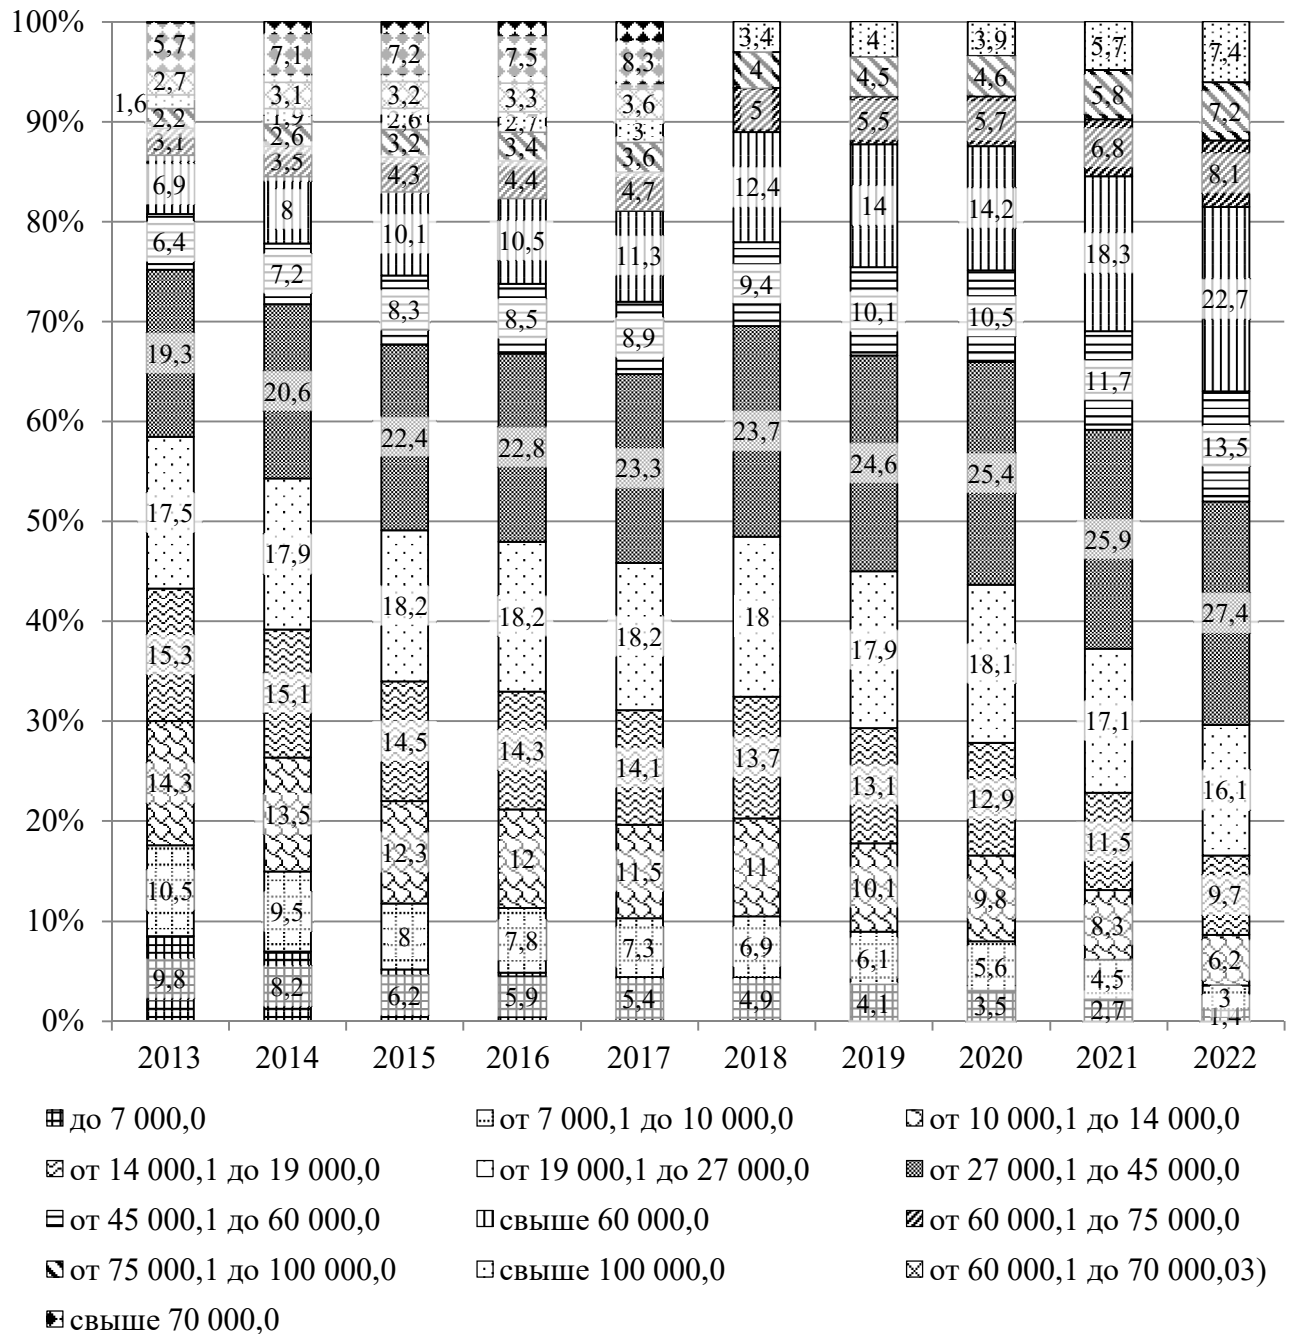 100%
5,7 7,1 7,2 7,5 8,3 3,4 4 3,9 5,7 7,4
2,7 3,1 3,2 3,3 3,6 4 4,5 4,6 5,8 7,2
1,6 1,9 2,6 2,7 3 5 5,5 5,7 6,8 8,1
90%
2,2 2,6 3,2 3,4 3,6
3,1 3,5 4,3 4,4 4,7
6,9 8 10,1 10,5 11,3 12,4 14 14,2 18,3 22,7
80%
6,4 7,2 8,3 8,5 8,9 9,4 10,1 10,5 11,7 13,5
70%
19,3 20,6 22,4 22,8 23,3 23,7 24,6 25,4 25,9 27,4
60%
17,5 17,9 18,2 18,2 18,2 18 17,9 18,1 17,1 16,1
50%
40%
15,3 15,1 14,5 14,3 14,1 13,7 13,1 12,9 11,5 9,7
30%
14,3 13,5 12,3 12 11,5 11 10,1 9,8 8,3 6,2
20%
10,5 9,5 8 7,8 7,3 6,9 6,1 5,6 4,5 3
10%
9,8 8,2 6,2 5,9 5,4 4,9 4,1 3,5 2,7 1,4
0%
2013 2014 2015 2016 2017 2018 2019 2020 2021 2022
до 7 000,0 от 7 000,1 до 10 000,0 от 10 000,1 до 14 000,0
от 14 000,1 до 19 000,0 от 19 000,1 до 27 000,0 от 27 000,1 до 45 000,0
от 45 000,1 до 60 000,0 свыше 60 000,0 от 60 000,1 до 75 000,0
от 75 000,1 до 100 000,0 свыше 100 000,0 от 60 000,1 до 70 000,03)
свыше 70 000,0